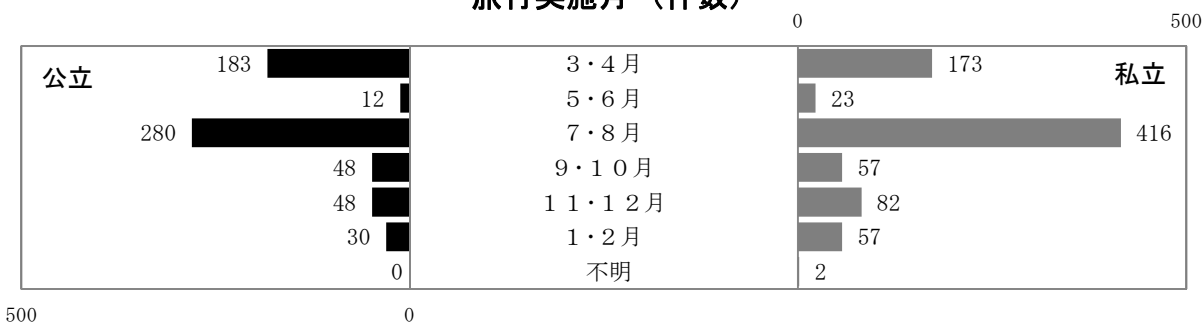 旅行実施月（件数）
0 500
公立 183 ３・４月 173 私立
12 ５・６月 23
280 ７・８月 416
48 ９・１０月 57
48 １１・１２月 82
30 １・２月 57
0 不明 2
500 0